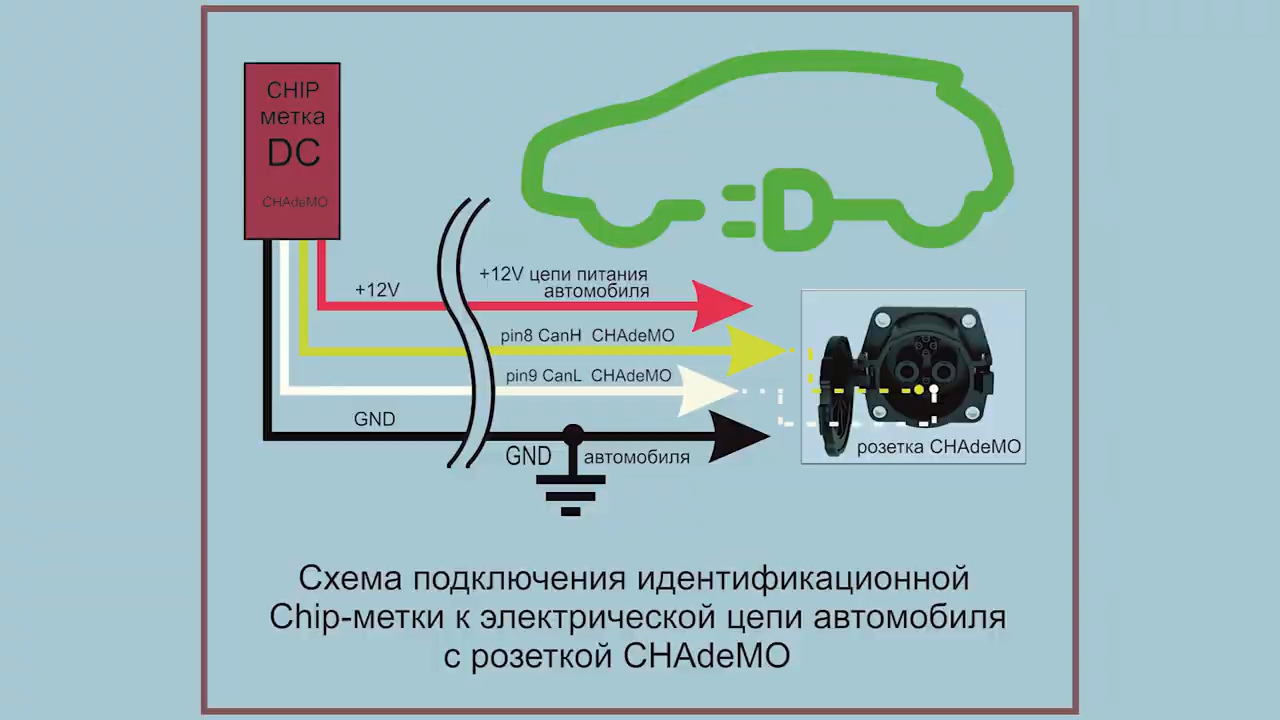 CHIP
метка
DC
CHAdeMO
+12V
+12V цепи питания
автомобиля
pin8 CanH CHAdeMO
pin9 CanL CHAdeMO
GND
GND автомобиля
розетка CHAdeMO
Схема подключения идентификационной
Chip-метки к электрической цепи автомобиля
с розеткой CHAdeMO